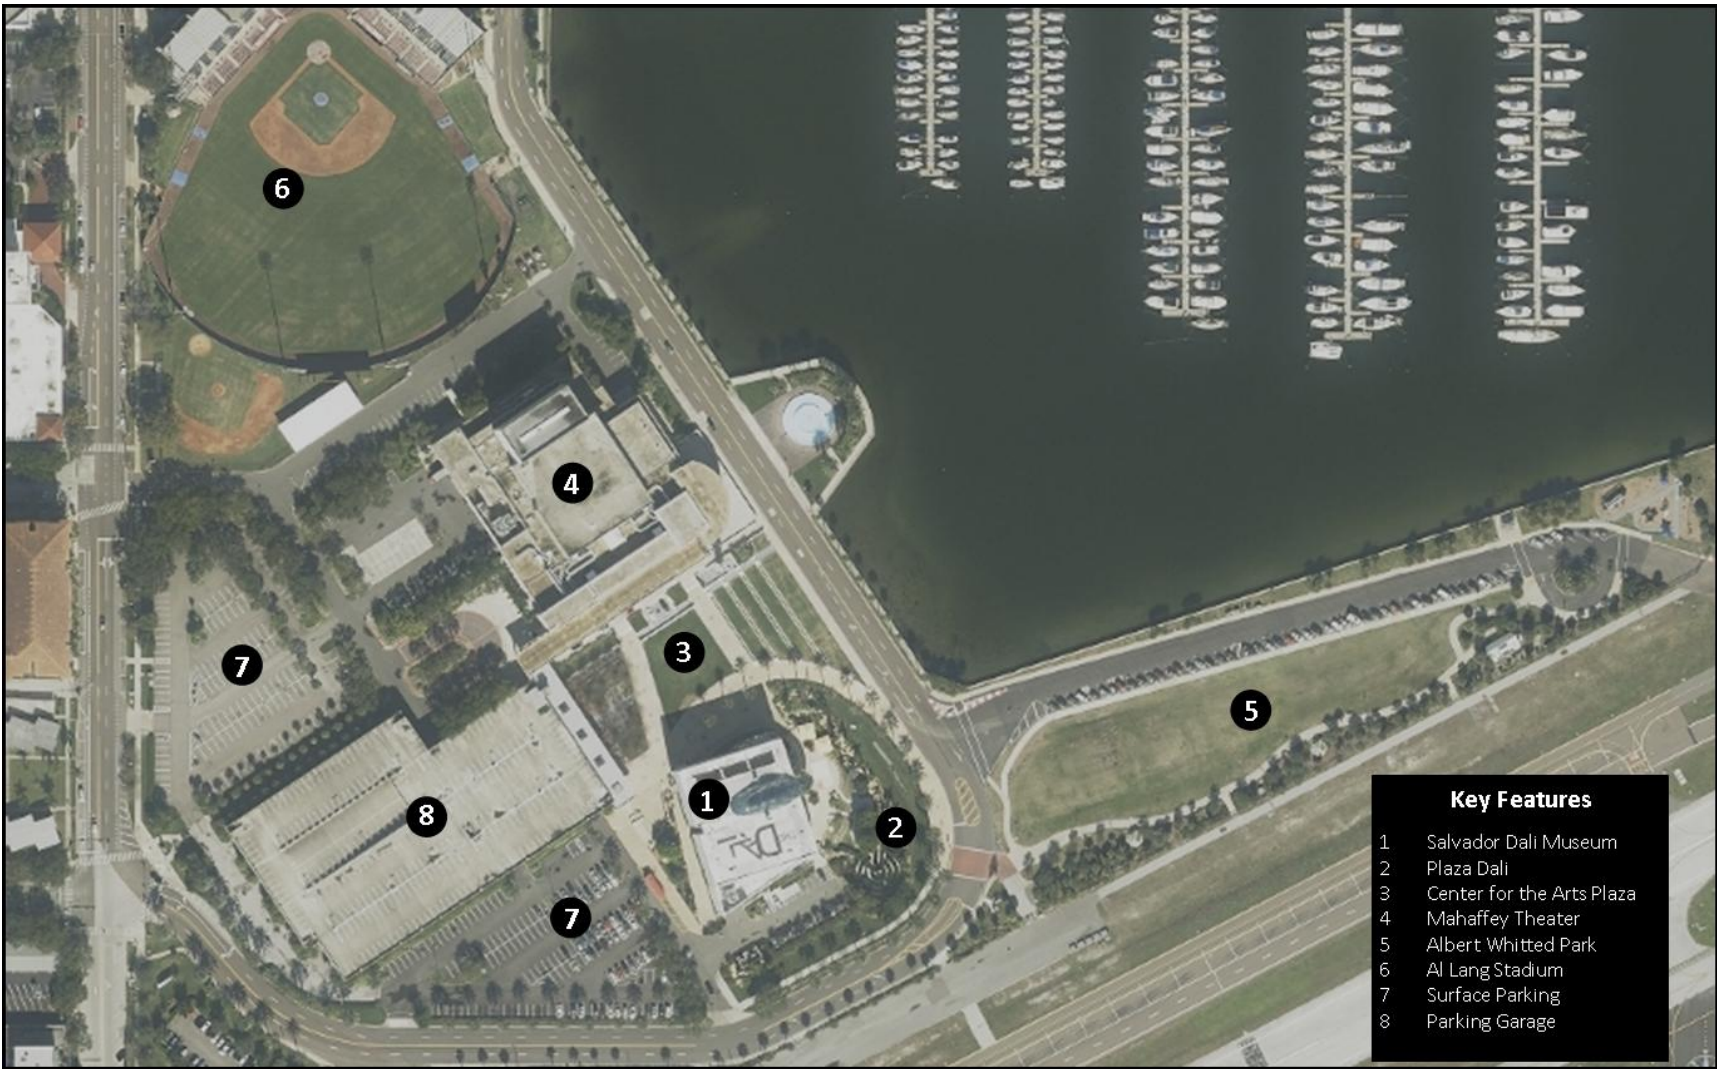 6
4
7
3
5
1
8
2
7
DALI
Key Features
1 Salvador Dali Museum
2 Plaza Dali
3 Center for the Arts Plaza
4 Mahaffey Theater
5 Albert Whitted Park
6 Al Lang Stadium
7 Surface Parking
8 Parking Garage